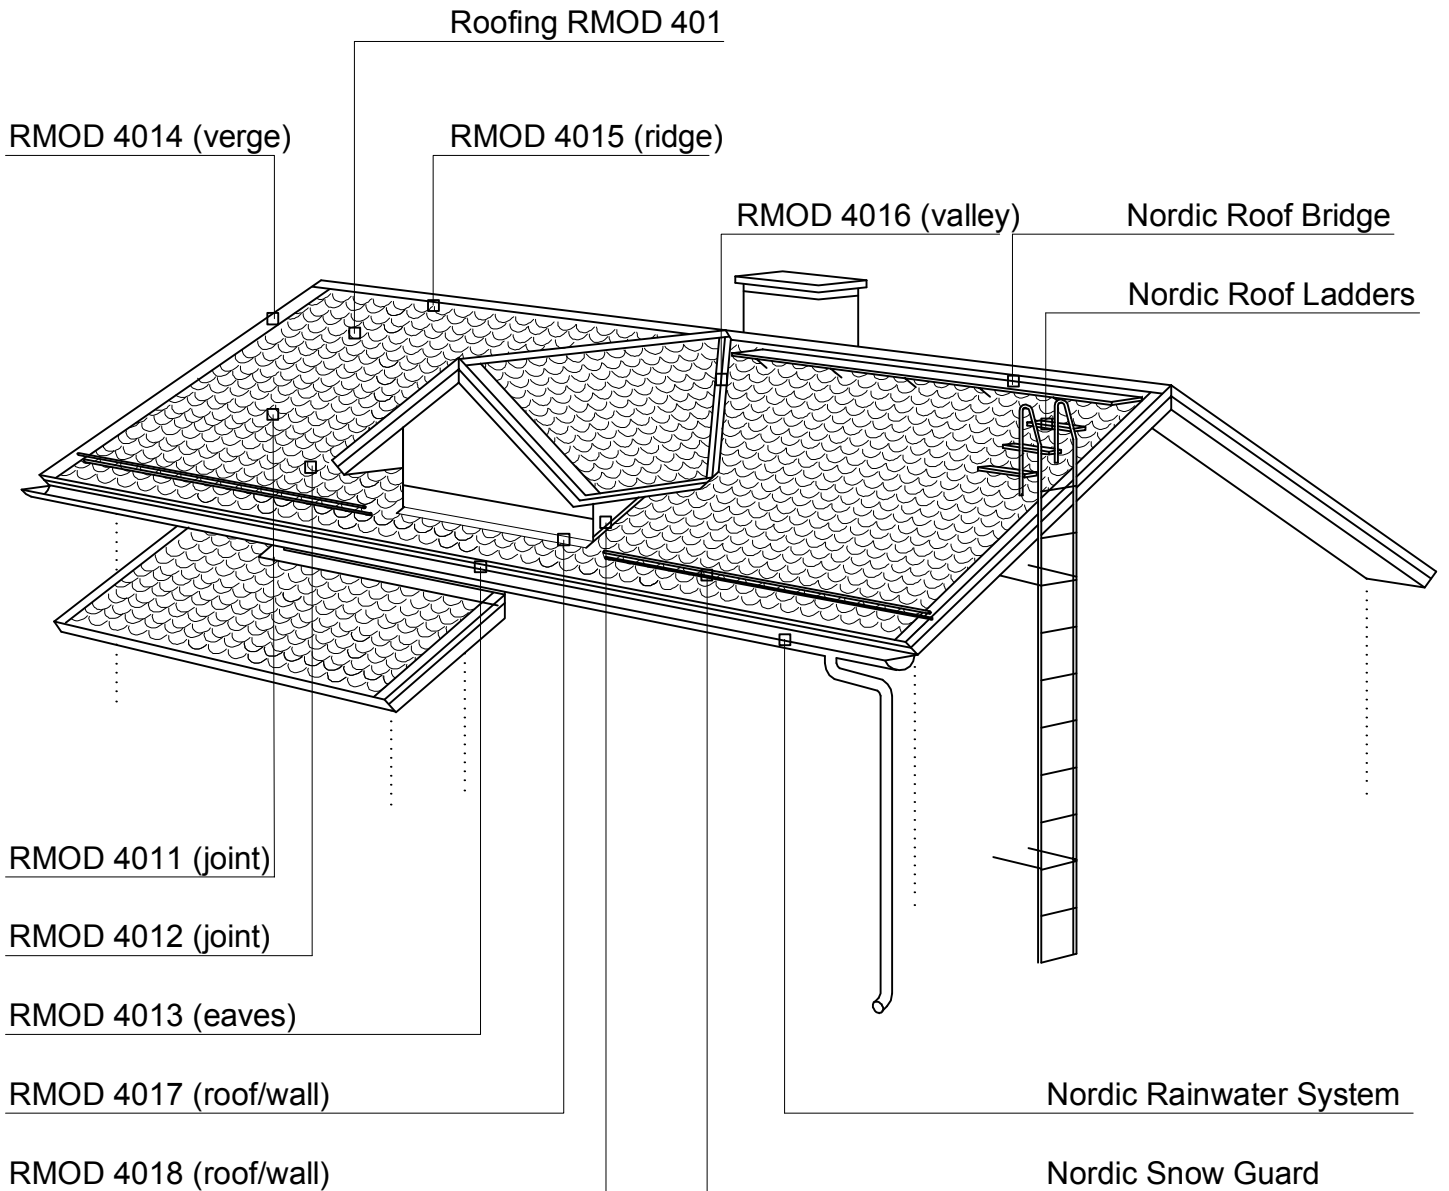 Roofing RMOD 401
RMOD 4014 (verge)
RMOD 4015 (ridge)
RMOD 4016 (valley)
Nordic Roof Bridge
Nordic Roof Ladders
RMOD 4011 (joint)
RMOD 4012 (joint)
RMOD 4013 (eaves)
RMOD 4017 (roof/wall)
Nordic Rainwater System
RMOD 4018 (roof/wall)
Nordic Snow Guard